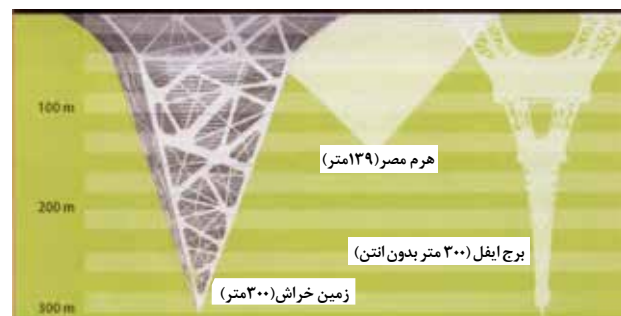 100 m
هرم مصر(۱۳۹متر)
200 m
برج ایفل (۳۰۰ متر بدون انتن)
زمین خراش(۳۰۰متر)
300 m